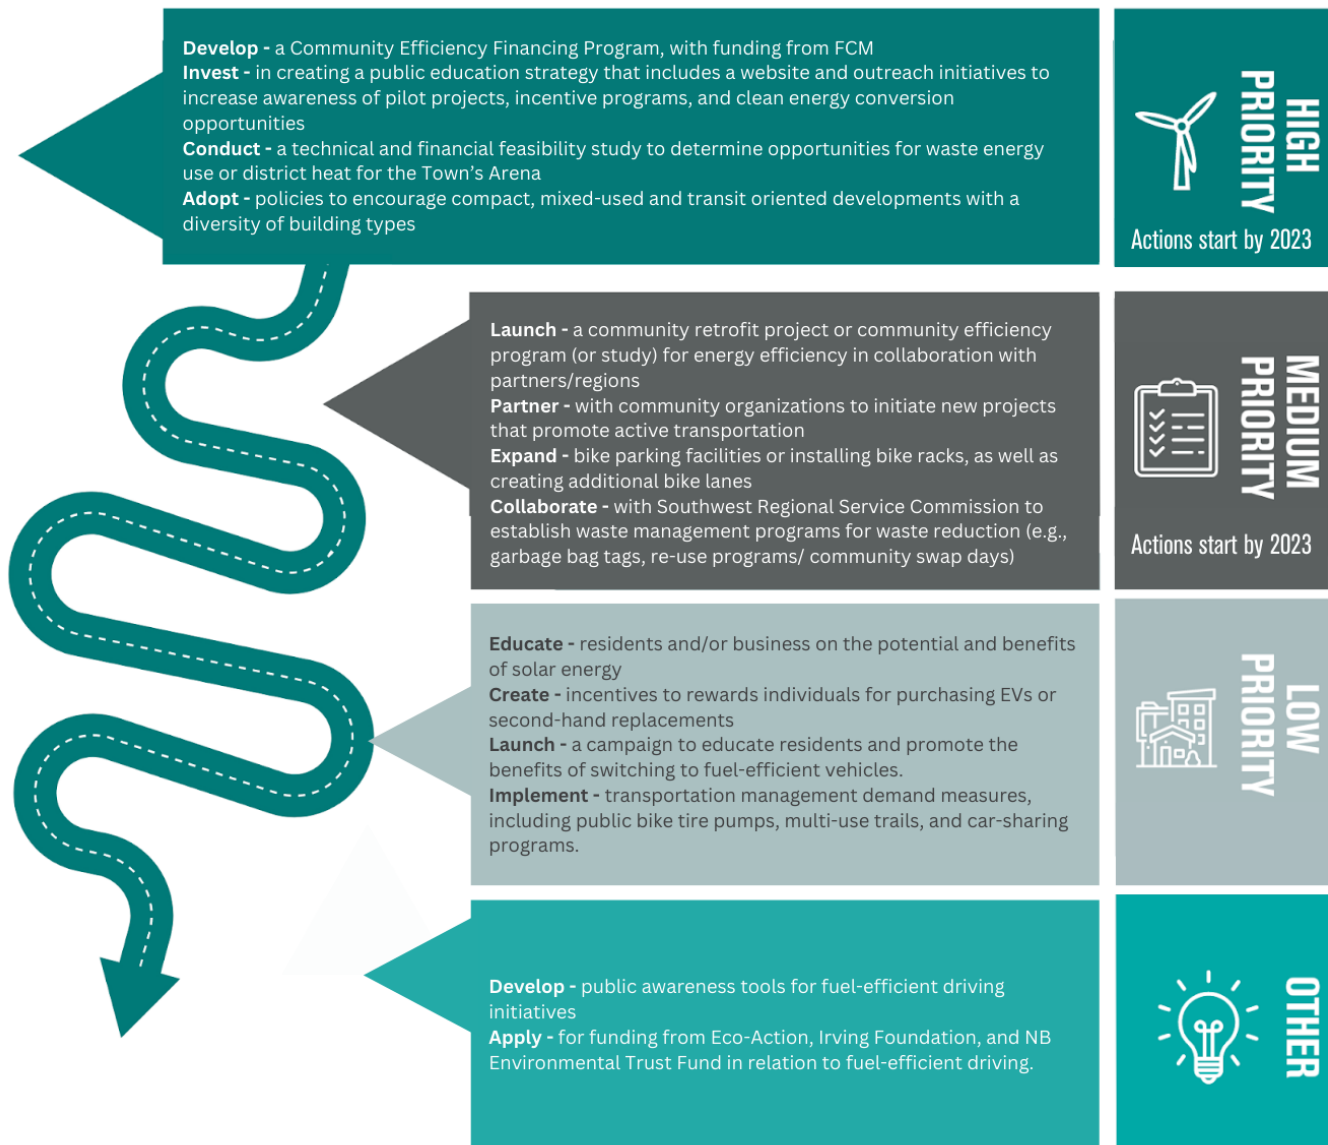 Develop - a Community Efficiency Financing Program, with funding from FCM
Invest - in creating a public education strategy that includes a website and outreach initiatives to
increase awareness of pilot projects, incentive programs, and clean energy conversion
opportunities
Conduct - a technical and financial feasibility study to determine opportunities for waste energy
use or district heat for the Town's Arena
Adopt - policies to encourage compact, mixed-used and transit oriented developments with a
diversity of building types
HIGH
PRIORITY
Actions start by 2023
Launch - a community retrofit project or community efficiency
program (or study) for energy efficiency in collaboration with
partners/regions
Partner - with community organizations to initiate new projects
that promote active transportation
Expand - bike parking facilities or installing bike racks, as well as
creating additional bike lanes
Collaborate - with Southwest Regional Service Commission to
establish waste management programs for waste reduction (e.g.,
garbage bag tags, re-use programs/ community swap days)
MEDIUM
PRIORITY
Actions start by 2023
Educate - residents and/or business on the potential and benefits
of solar energy
Create - incentives to rewards individuals for purchasing EVs or
second-hand replacements
Launch - a campaign to educate residents and promote the
benefits of switching to fuel-efficient vehicles.
Implement - transportation management demand measures,
including public bike tire pumps, multi-use trails, and car-sharing
programs.
LOW
PRIORITY
Develop - public awareness tools for fuel-efficient driving
initiatives
Apply - for funding from Eco-Action, Irving Foundation, and NB
Environmental Trust Fund in relation to fuel-efficient driving.
OTHER